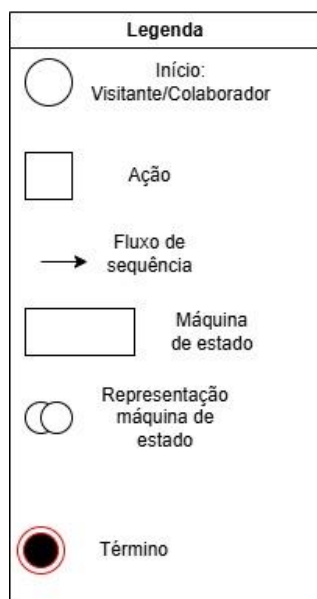 Legenda
Início:
Visitante/Colaborador
Ação
Fluxo de
sequência
Máquina
de estado
Representação
máquina de
estado
Término